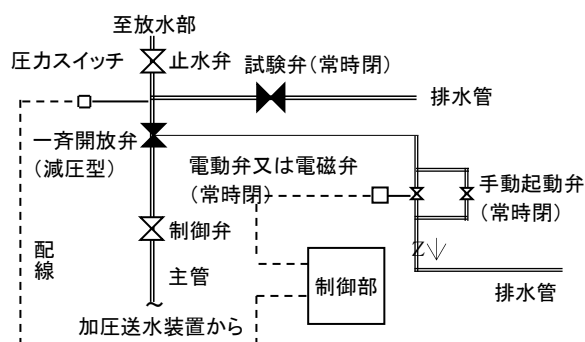 至放水部
圧力スイッチ
止水弁
試験弁(常時閉)
排水管
一斉開放弁
(減圧型)
電動弁又は電磁弁
(常時閉)
手動起動弁
(常時閉)
制御弁
配線
主管
制御部
排水管
加圧送水装置から